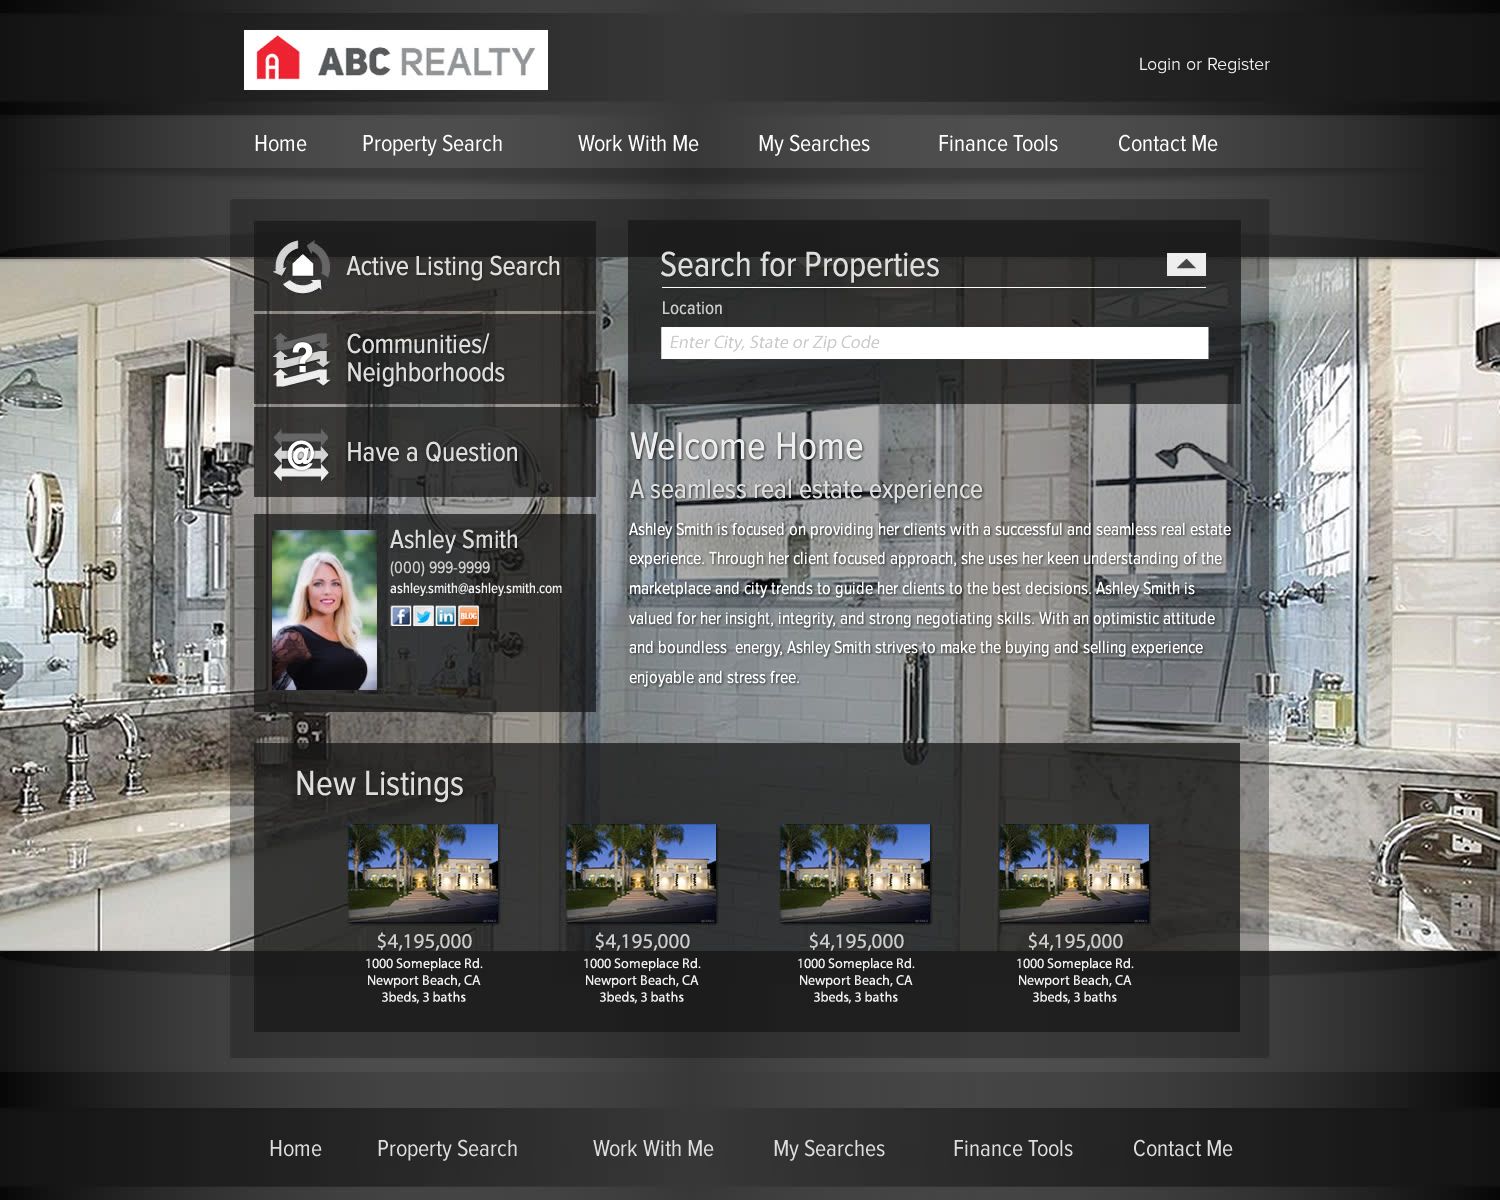 ABC REALTY
Login or Register
Home Property Search Work With Me My Searches Finance Tools Contact Me
Active Listing Search
Communities/
Neighborhoods
Have a Question
Ashley Smith
(000) 999-9999
ashley.smith@ashley.smith.com
BLOG
Search for Properties
Location
Enter City, State or Zip Code
Welcome Home
A seamless real estate experience
Ashley Smith is focused on providing her clients with a successful and seamless real estate
experience. Through her client focused approach, she uses her keen understanding of the
marketplace and city trends to guide her clients to the best decisions. Ashley Smith is
valued for her insight, integrity, and strong negotiating skills. With an optimistic attitude
and boundless  energy, Ashley Smith strives to make the buying and selling experience
enjoyable and stress free.
New Listings
$4,195,000 $4,195,000 $4,195,000 $4,195,000
1000 Someplace Rd. 1000 Someplace Rd. 1000 Someplace Rd. 1000 Someplace Rd.
Newport Beach, CA Newport Beach, CA Newport Beach, CA Newport Beach, CA
3beds, 3 baths 3beds, 3 baths 3beds, 3 baths 3beds, 3 baths
Home Property Search Work With Me My Searches Finance Tools Contact Me